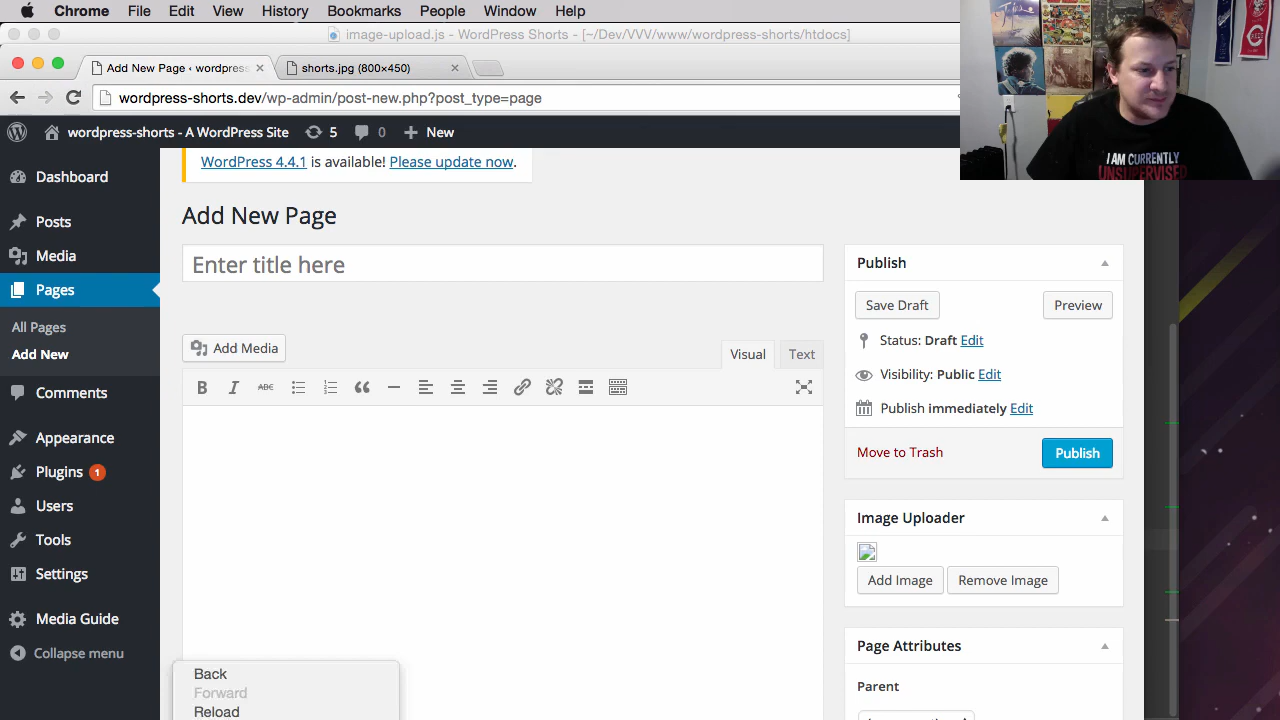 Chrome File Edit View History Bookmarks People Window Help
image-upload.js - WordPress Shorts - [~/Dev/VVV/www/wordpress-shorts/htdocs]
Add New Page ‹ wordpress
shorts.jpg (800×450)
wordpress-shorts.dev/wp-admin/post-new.php?post_type=page
wordpress-shorts - A WordPress Site 5 0 New
WordPress 4.4.1 is available! Please update now.
Dashboard
Posts
Media
Pages
All Pages
Add New
Comments
Appearance
Plugins 1
Users
Tools
Settings
Media Guide
Collapse menu
Add New Page
Enter title here
Add Media
Visual Text
B I ABC
Publish
Save Draft Preview
Status: Draft Edit
Visibility: Public Edit
Publish immediately Edit
Move to Trash Publish
Image Uploader
Add Image Remove Image
Page Attributes
Parent
Back
Forward
Reload
I AM CURRENTLY
UNSUPERVISED